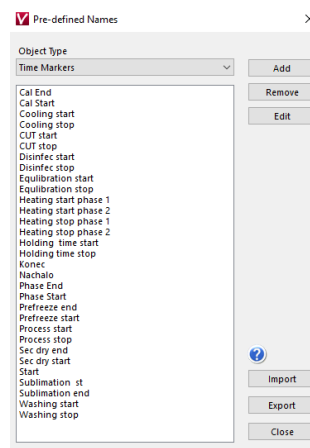 Pre-defined Names
Object Type
Time Markers
Add
Remove
Edit
Cal End
Cal Start
Cooling start
Cooling stop
CUT start
CUT stop
Disinfec start
Disinfec stop
Equlibration start
Equlibration stop
Heating start phase 1
Heating start phase 2
Heating stop phase 1
Heating stop phase 2
Holding  time start
Holding time stop
Konec
Nachalo
Phase End
Phase Start
Prefreeze end
Prefreeze start
Process start
Process stop
Sec dry end
Sec dry start
Start
Sublimation  st
Sublimation end
Washing start
Washing stop
?
Import
Export
Close